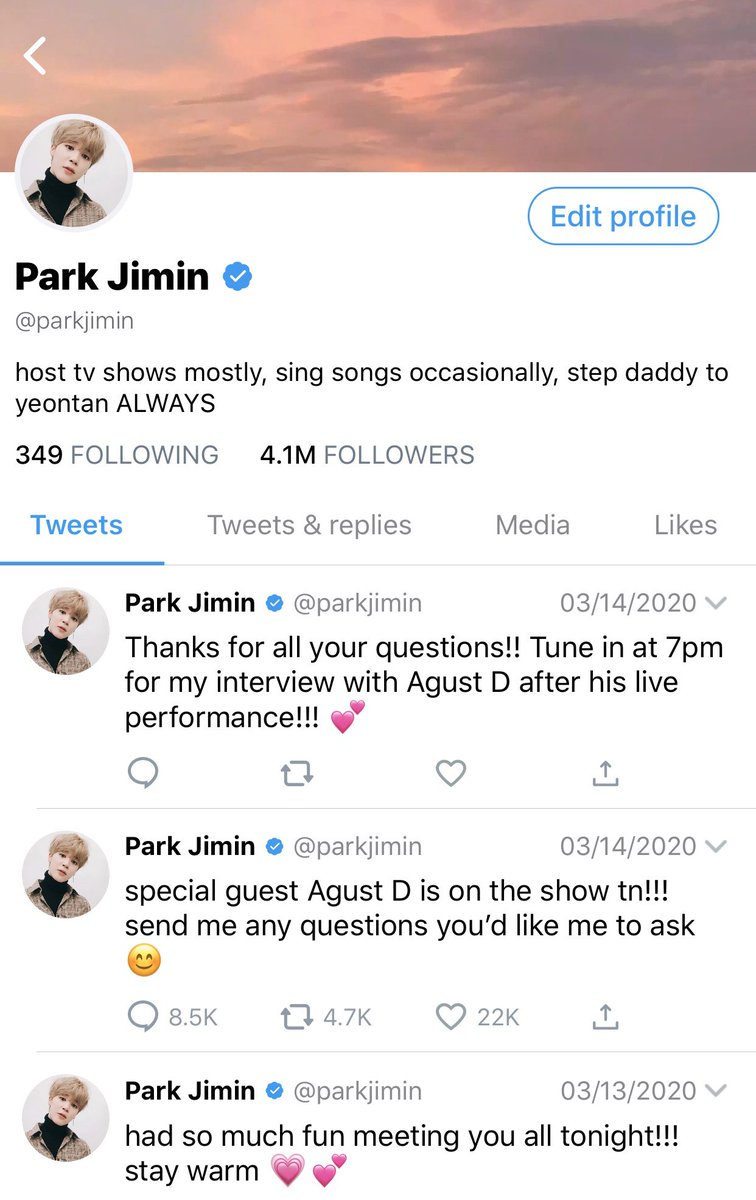 Edit profile
Park Jimin
@parkjimin
host tv shows mostly, sing songs occasionally, step daddy to
yeontan ALWAYS
349 FOLLOWING 4.1M FOLLOWERS
Tweets Tweets & replies Media Likes
Park Jimin @parkjimin 03/14/2020
Thanks for all your questions!! Tune in at 7pm
for my interview with Agust D after his live
performance!!! 💕
Park Jimin @parkjimin 03/14/2020
special guest Agust D is on the show tn!!!
send me any questions you’d like me to ask
😊
8.5K 4.7K 22K
Park Jimin @parkjimin 03/13/2020
had so much fun meeting you all tonight!!!
stay warm 💗💕